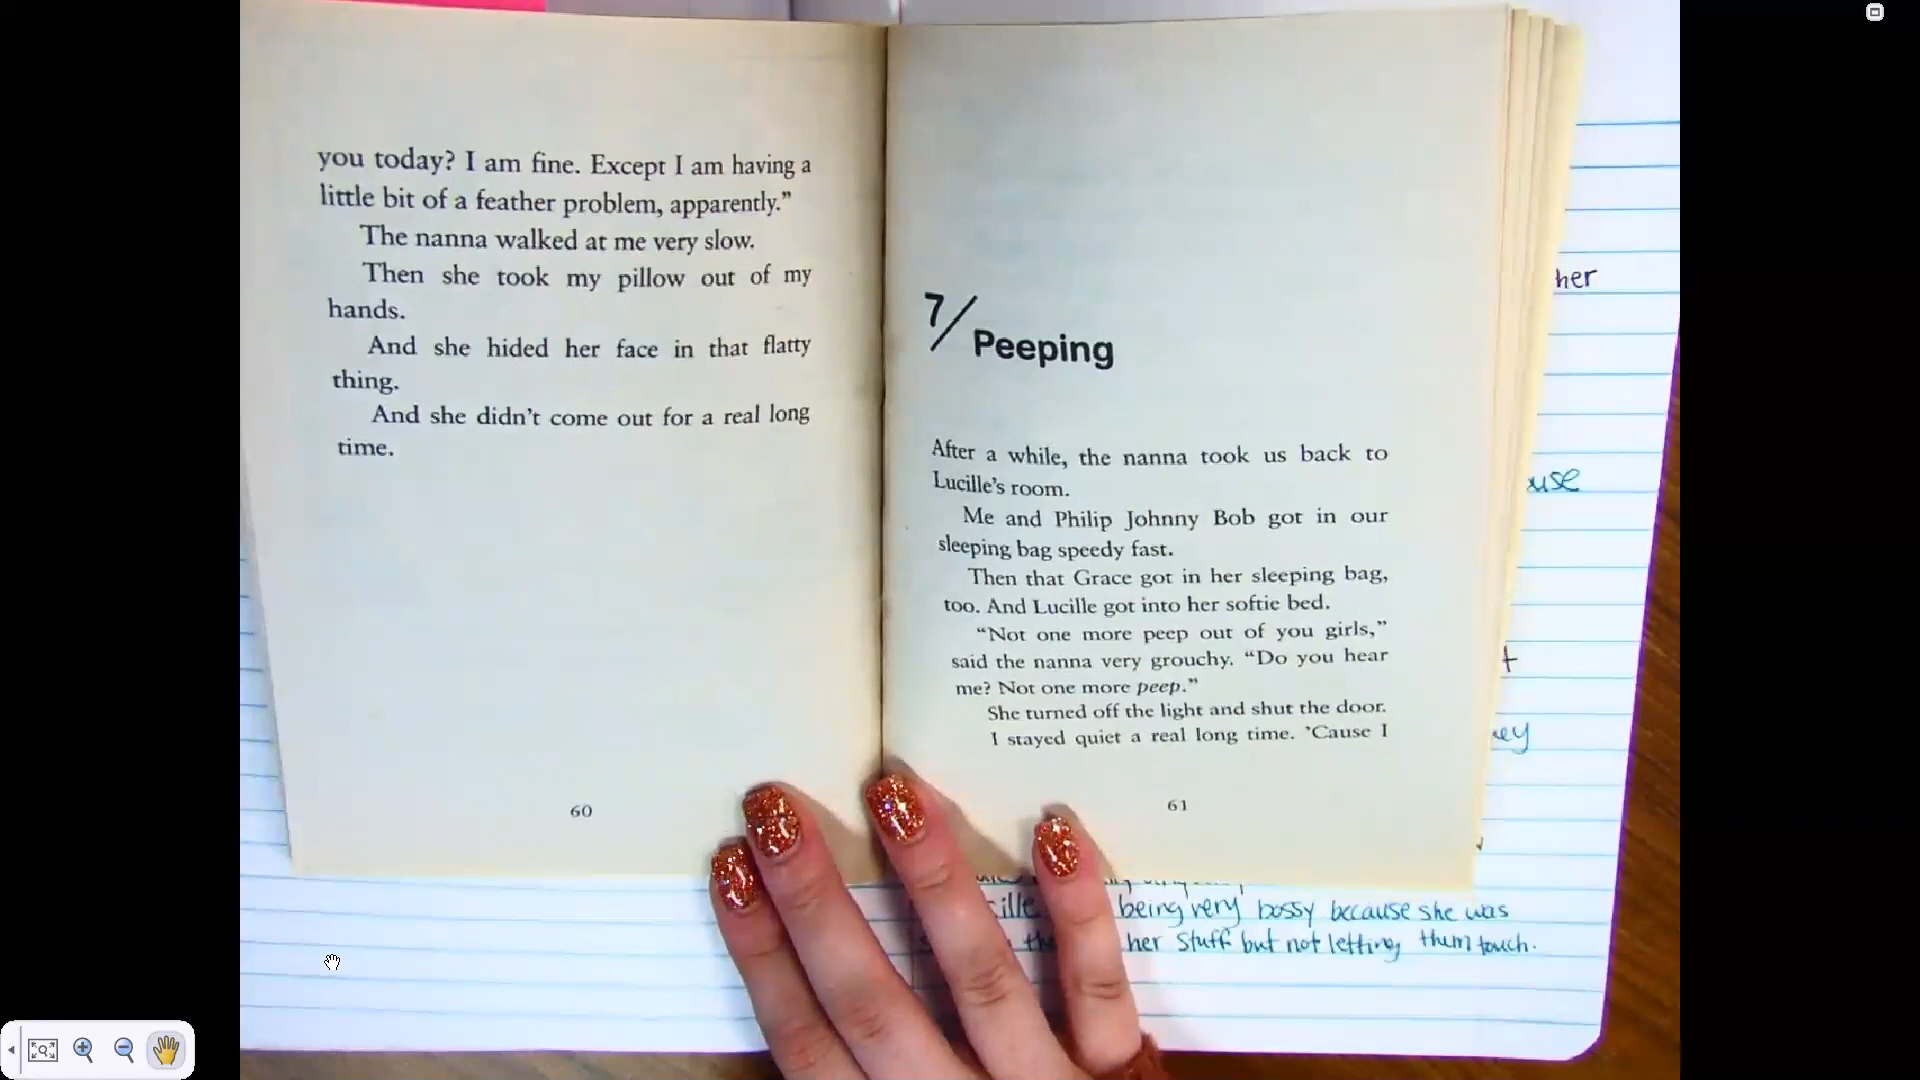 you today? I am fine. Except I am having a
little bit of a feather problem, apparently.”
The nanna walked at me very slow.
Then she took my pillow out of my
hands.
And she hided her face in that flatty
thing.
And she didn’t come out for a real long
time.
60
7/
Peeping
After a while, the nanna took us back to
Lucille’s room.
Me and Philip Johnny Bob got in our
sleeping bag speedy fast.
Then that Grace got in her sleeping bag,
too. And Lucille got into her softie bed.
“Not one more peep out of you girls,”
said the nanna very grouchy. “Do you hear
me? Not one more peep.”
She turned off the light and shut the door.
I stayed quiet a real long time. ’Cause I
61
her
use
being very bossy because she was
her stuff but not letting them touch.